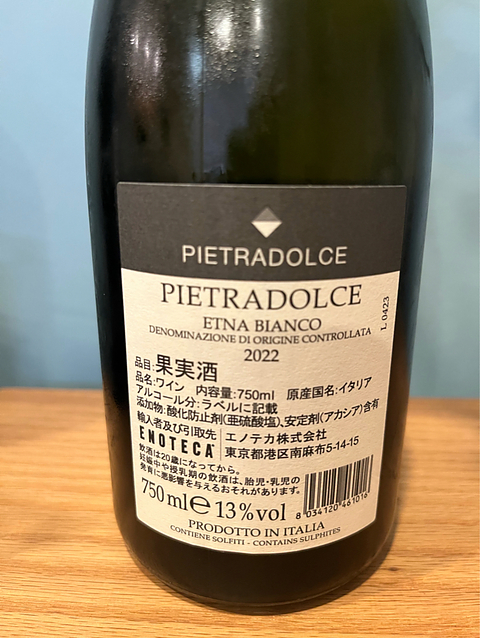 PIETRADOLCE
PIETRADOLCE
ETNA BIANCO
DENOMINAZIONE DI ORIGINE CONTROLLATA
2022
L 0423
品目:果実酒
品名:ワイン 内容量:750ml 原産国名:イタリア
アルコール分:ラベルに記載
添加物:酸化防止剤(亜硫酸塩),安定剤(アカシア)含有
輸入者及び引取先
ENOTECA
エノテカ株式会社
東京都港区南麻布5-14-15
飲酒は20歳になってから。
妊娠中や授乳期の飲酒は、胎児・乳児の
発育に悪影響を与えるおそれがあります。
750 ml e 13%vol
8 034120 461016
PRODOTTO IN ITALIA
CONTIENE SOLFITI - CONTAINS SULPHITES